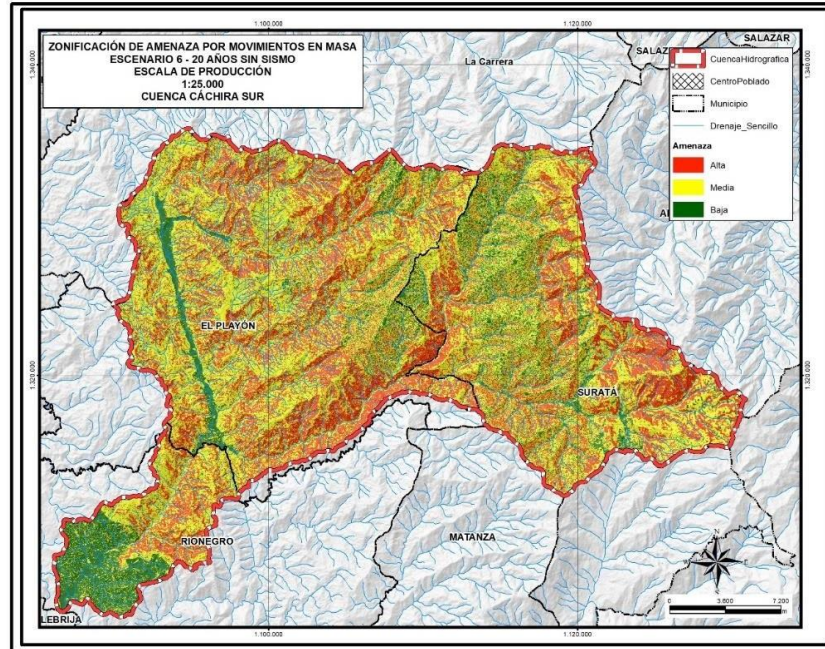 ZONIFICACIÓN DE AMENAZA POR MOVIMIENTOS EN MASA
ESCENARIO 6 - 20 AÑOS SIN SISMO
ESCALA DE PRODUCCIÓN
1:25.000
CUENCA CÁCHIRA SUR
1.100.000
1.120.000
SALAZAR
La Carrera
1.340.000
1.340.000
CuencaHidrografica
CentroPoblado
Municipio
Drenaje_Sencillo
Amenaza
Alta
Media
Baja
EL PLAYÓN
1.320.000
1.320.000
SURATÁ
MATANZA
RIONEGRO
LEBRIJA
N
0 3.600 7.200
1.100.000
1.120.000